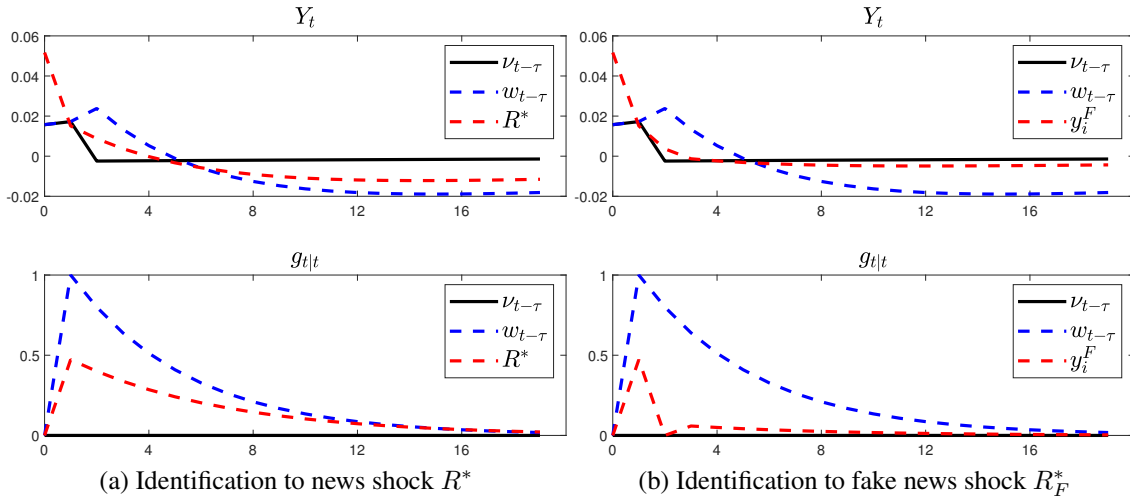 Y_t
Y_t
0.06
0.04
0.02
0
-0.02
0 4 8 12 16
ν_{t−τ}
w_{t−τ}
R*
0.06
0.04
0.02
0
-0.02
0 4 8 12 16
ν_{t−τ}
w_{t−τ}
y_i^F
g_{t|t}
g_{t|t}
1
0.5
0
0 4 8 12 16
ν_{t−τ}
w_{t−τ}
R*
1
0.5
0
0 4 8 12 16
ν_{t−τ}
w_{t−τ}
y_i^F
(a) Identification to news shock R*
(b) Identification to fake news shock R*_F